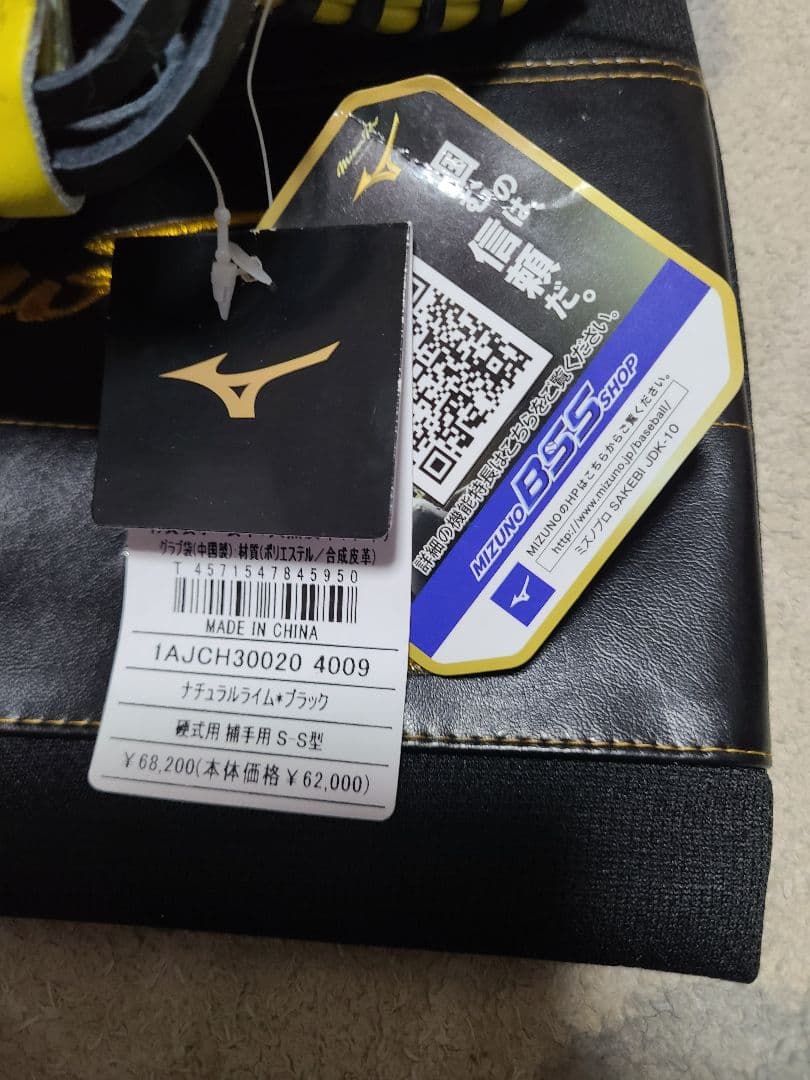 Mizuno Pro
の
は、
信頼だ。
詳細の機能特長はこちらをご覧ください。
MIZUNO BSS SHOP
MIZUNOのHPはこちらからご覧ください。
http://www.mizuno.jp/baseball/
ミズノプロ SAKEBI JDK-10
グラブ袋(中国製) 材質(ポリエステル/合成皮革)
T 4571547845950
MADE IN CHINA
1AJCH30020 4009
ナチュラルライム*ブラック
硬式用 捕手用 S-S型
¥68,200(本体価格¥62,000)